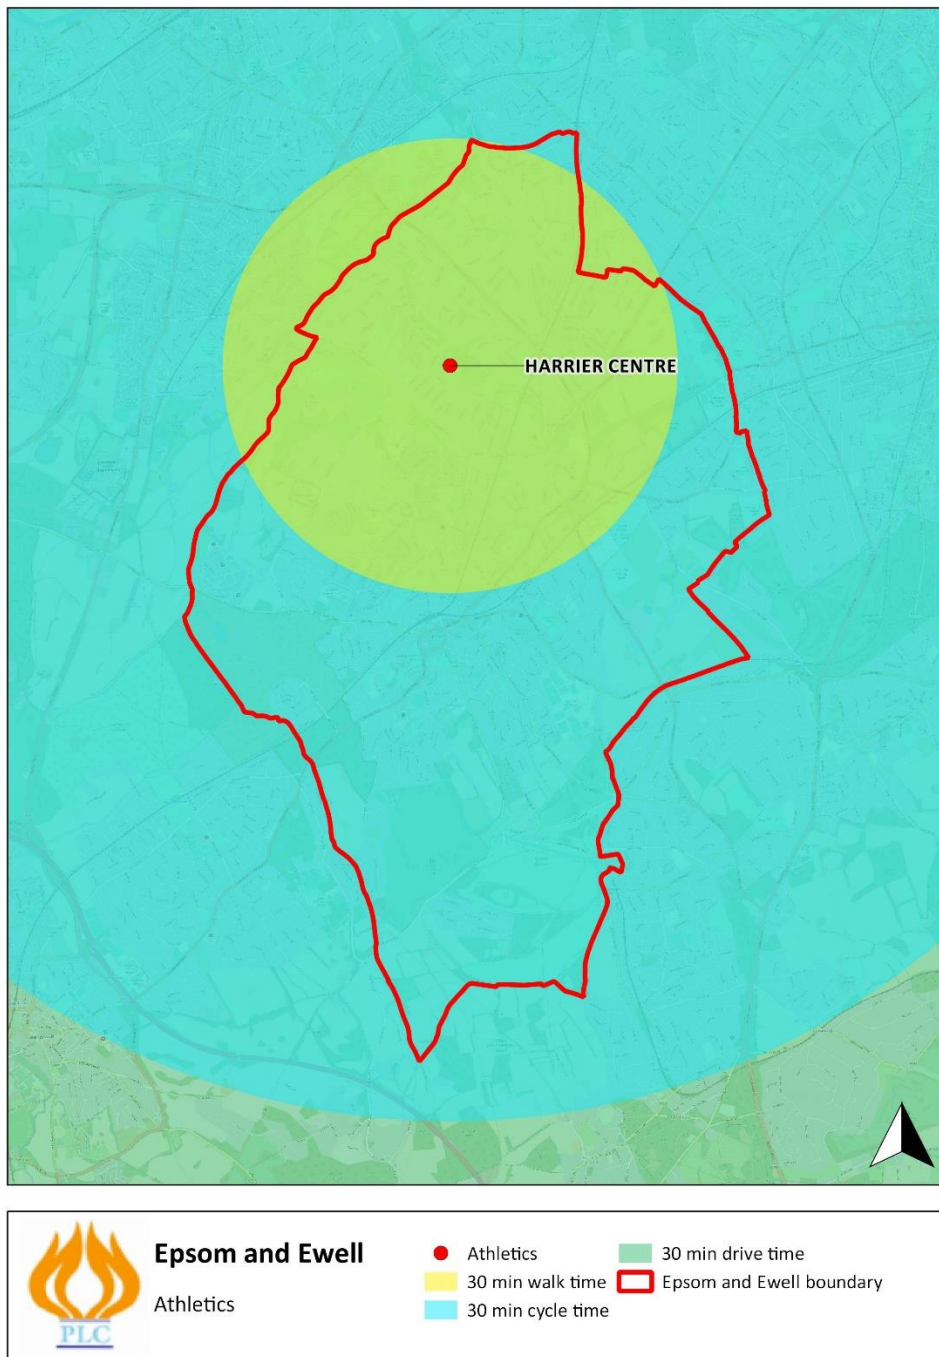 HARRIER CENTRE
Epsom and Ewell
Athletics
PLC
Athletics
30 min walk time
30 min cycle time
30 min drive time
Epsom and Ewell boundary